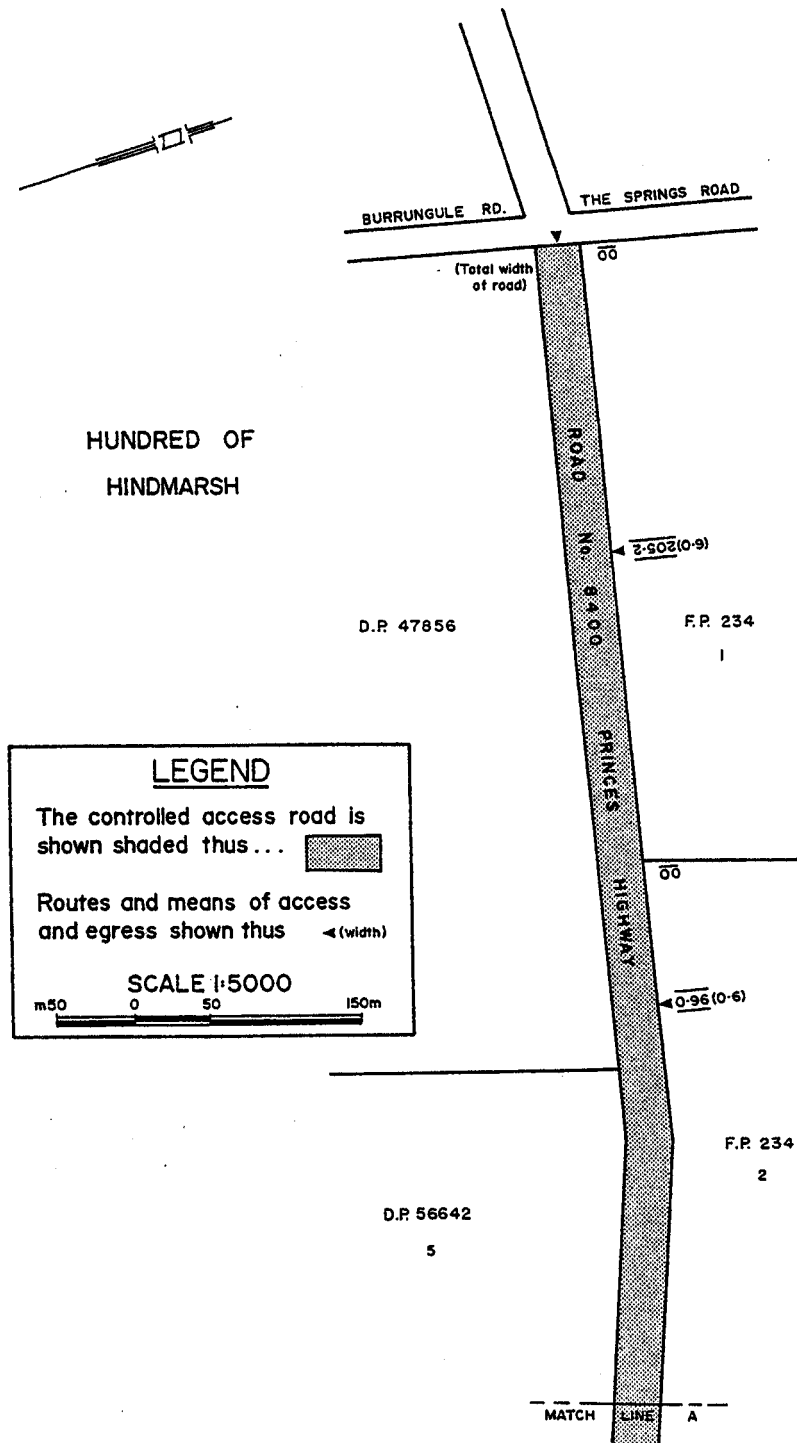 BURRUNGULE RD.
THE SPRINGS ROAD
(Total width
of road)
00
HUNDRED OF
HINDMARSH
ROAD No. 8400 PRINCES HIGHWAY
(9·0)205·2
D.P. 47856
F.P. 234
1
LEGEND
The controlled access road is
shown shaded thus...
Routes and means of access
and egress shown thus ◄(width)
SCALE 1:5000
m50 0 50 150m
00
(9·0)96·0
F.P. 234
2
D.P. 56642
5
MATCH LINE A